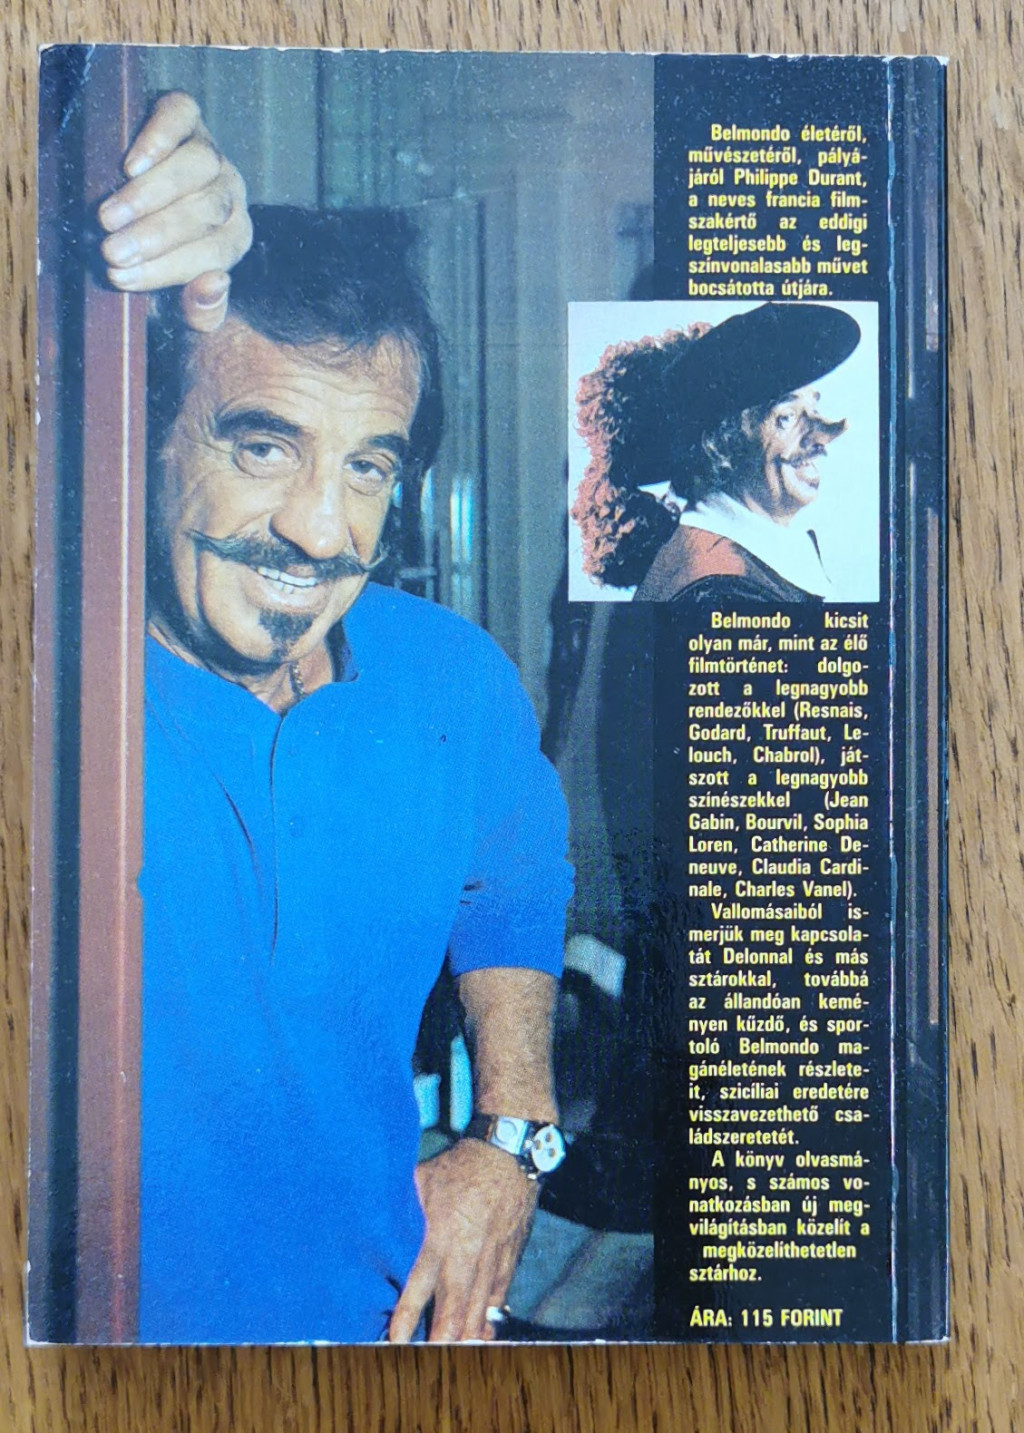 Belmondo életéről,
művészetéről, pályá-
járól Philippe Durant,
a neves francia film-
szakértő az eddigi
legteljesebb és leg-
színvonalasabb művet
bocsátotta útjára.
Belmondo kicsit
olyan már, mint az élő
filmtörténet: dolgo-
zott a legnagyobb
rendezőkkel (Resnais,
Godard, Truffaut, Le-
louch, Chabrol), ját-
szott a legnagyobb
színészekkel (Jean
Gabin, Bourvil, Sophia
Loren, Catherine De-
neuve, Claudia Cardi-
nale, Charles Vanel).
Vallomásaiból is-
merjük meg kapcsola-
tát Delonnal és más
sztárokkal, továbbá
az állandóan kemé-
nyen kűzdő, és spor-
toló Belmondo ma-
gánéletének részlete-
it, szicíliai eredetére
visszavezethető csa-
ládszeretetét.
A könyv olvasmá-
nyos, s számos vo-
natkozásban új meg-
világításban közelít a
megközelíthetetlen
sztárhoz.
ÁRA: 115 FORINT